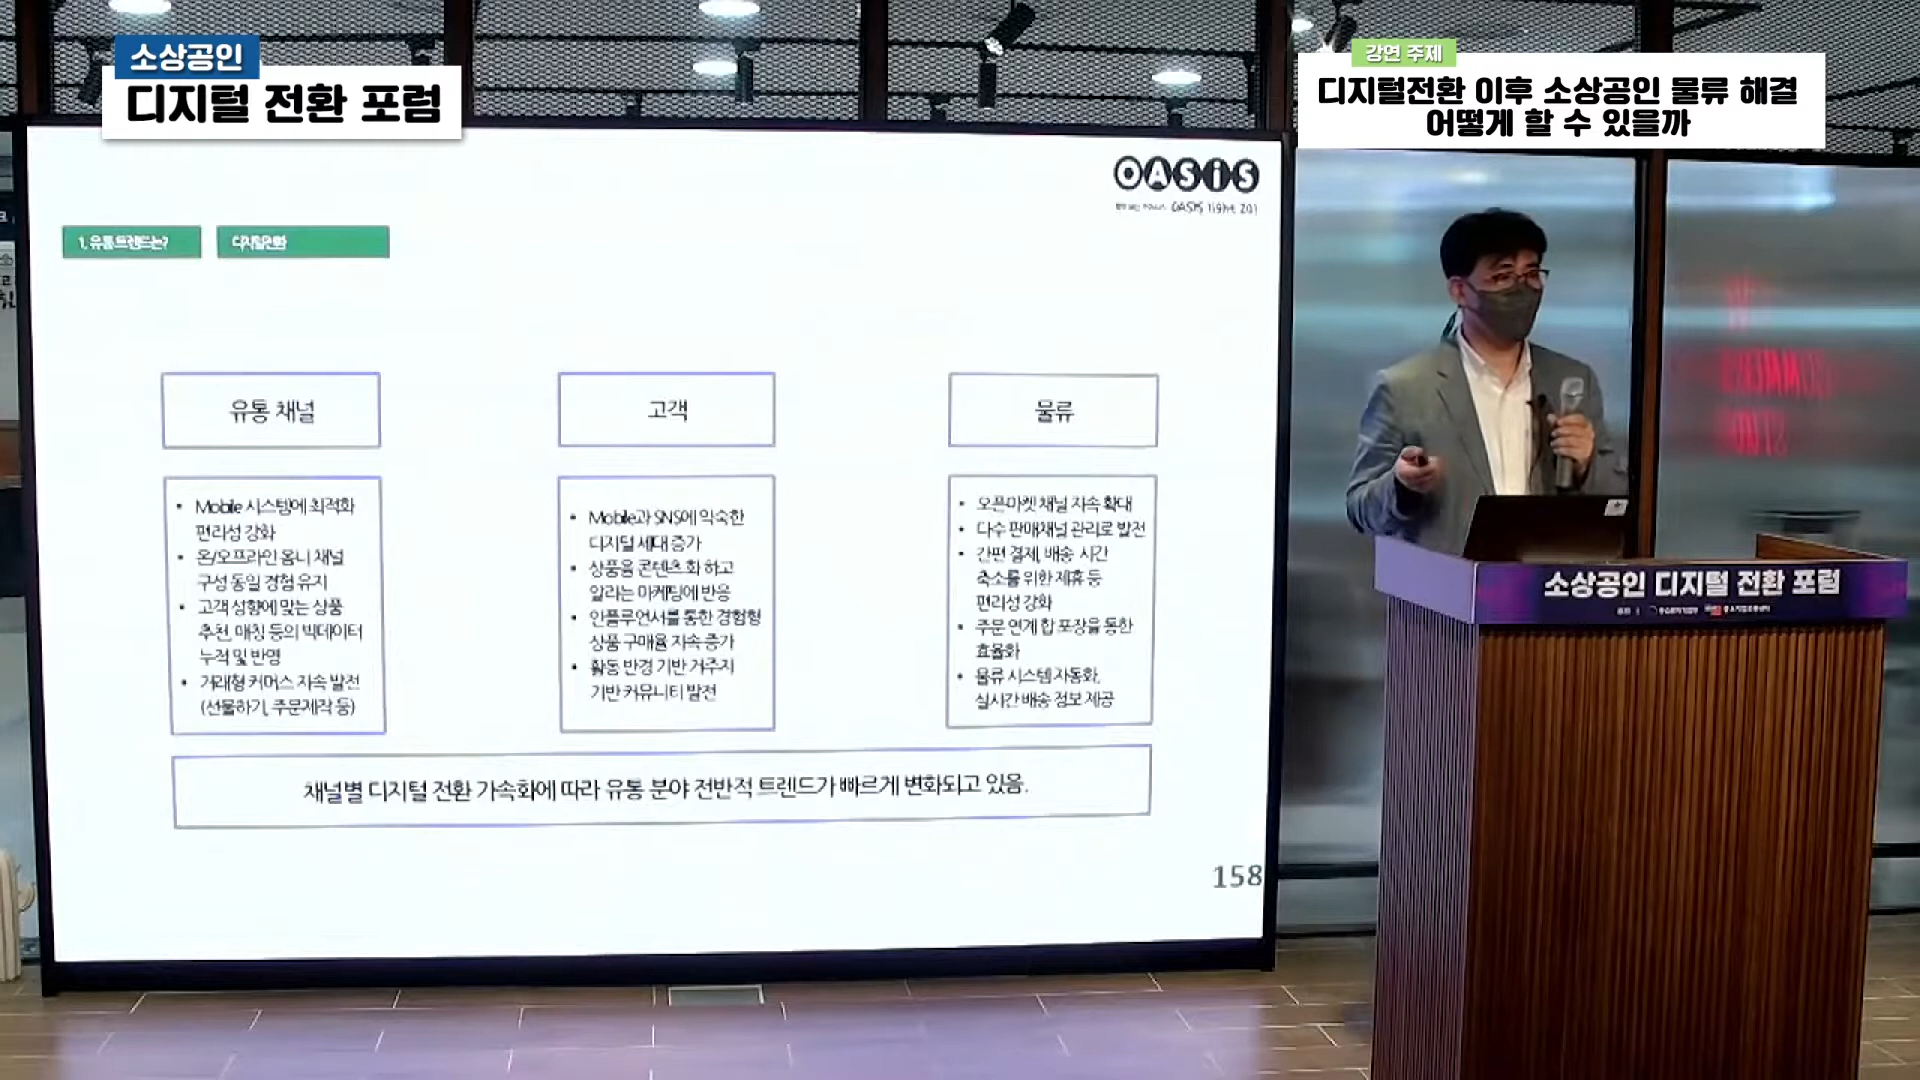 소상공인
디지털 전환 포럼
강연 주제
디지털전환 이후 소상공인 물류 해결
어떻게 할 수 있을까
OASIS
1. 유통트렌드는?
디지털전환
유통 채널
• Mobile 시스템에 최적화
편리성 강화
• 온/오프라인 옴니 채널
구성 동일 경험 유지
• 고객 성향에 맞는 상품
추천, 매칭 등의 빅데이터
누적 및 반영
• 거래형 커머스 지속 발전
(선물하기, 주문제작 등)
고객
• Mobile과 SNS에 익숙한
디지털 세대 증가
• 상품을 콘텐츠화 하고
알리는 마케팅에 반응
• 인플루언서를 통한 경험형
상품 구매율 지속 증가
• 활동 반경 기반 거주지
기반 커뮤니티 발전
물류
• 오픈마켓 채널 지속 확대
• 다수 판매채널 관리로 발전
• 간편 결제, 배송 시간
축소를 위한 제휴 등
편리성 강화
• 주문 연계 합 포장을 통한
효율화
• 물류 시스템 자동화,
실시간 배송 정보 제공
채널별 디지털 전환 가속화에 따라 유통 분야 전반적 트렌드가 빠르게 변화되고 있음.
158
소상공인 디지털 전환 포럼